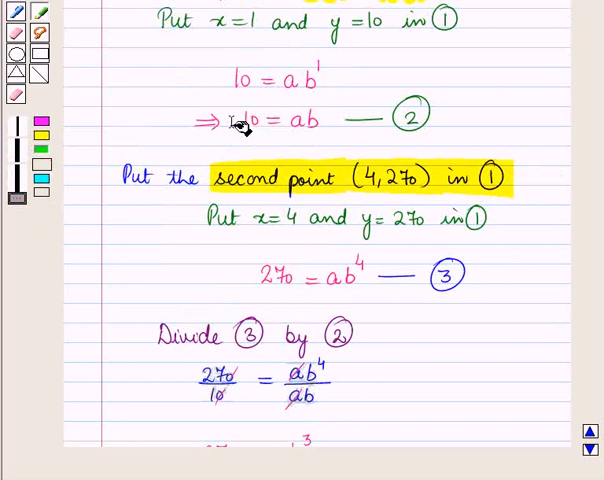 Put x=1 and y=10 in ①
10 = ab¹
⇒ 10 = ab — ②
Put the second point (4,270) in ①
Put x=4 and y=270 in ①
270 = ab⁴ — ③
Divide ③ by ②
270/10 = ab⁴/ab